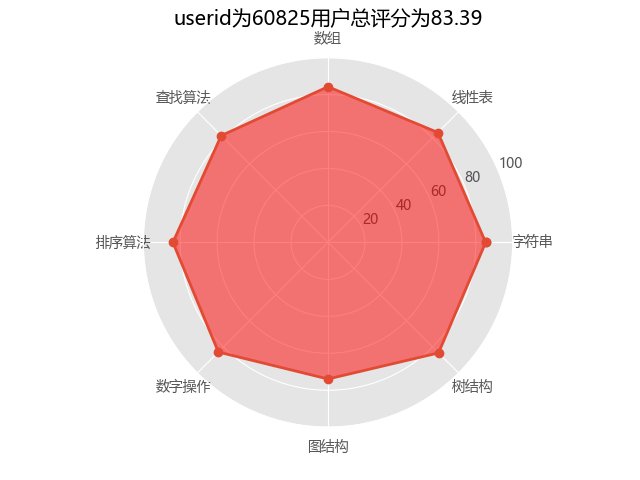 userid为60825用户总评分为83.39
数组
查找算法
线性表
100
80
60
40
20
排序算法
字符串
数字操作
树结构
图结构